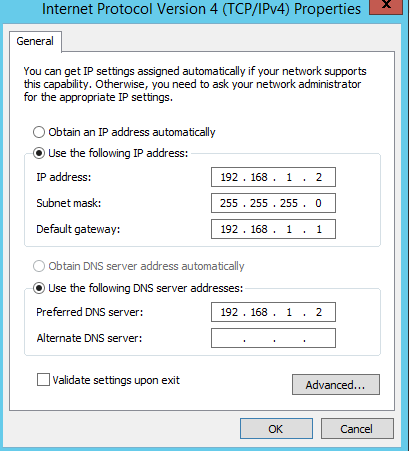 Internet Protocol Version 4 (TCP/IPv4) Properties
X
General
You can get IP settings assigned automatically if your network supports
this capability. Otherwise, you need to ask your network administrator
for the appropriate IP settings.
Obtain an IP address automatically
Use the following IP address:
IP address: 192 . 168 . 1 . 2
Subnet mask: 255 . 255 . 255 . 0
Default gateway: 192 . 168 . 1 . 1
Obtain DNS server address automatically
Use the following DNS server addresses:
Preferred DNS server: 192 . 168 . 1 . 2
Alternate DNS server: . . .
Validate settings upon exit
Advanced...
OK Cancel